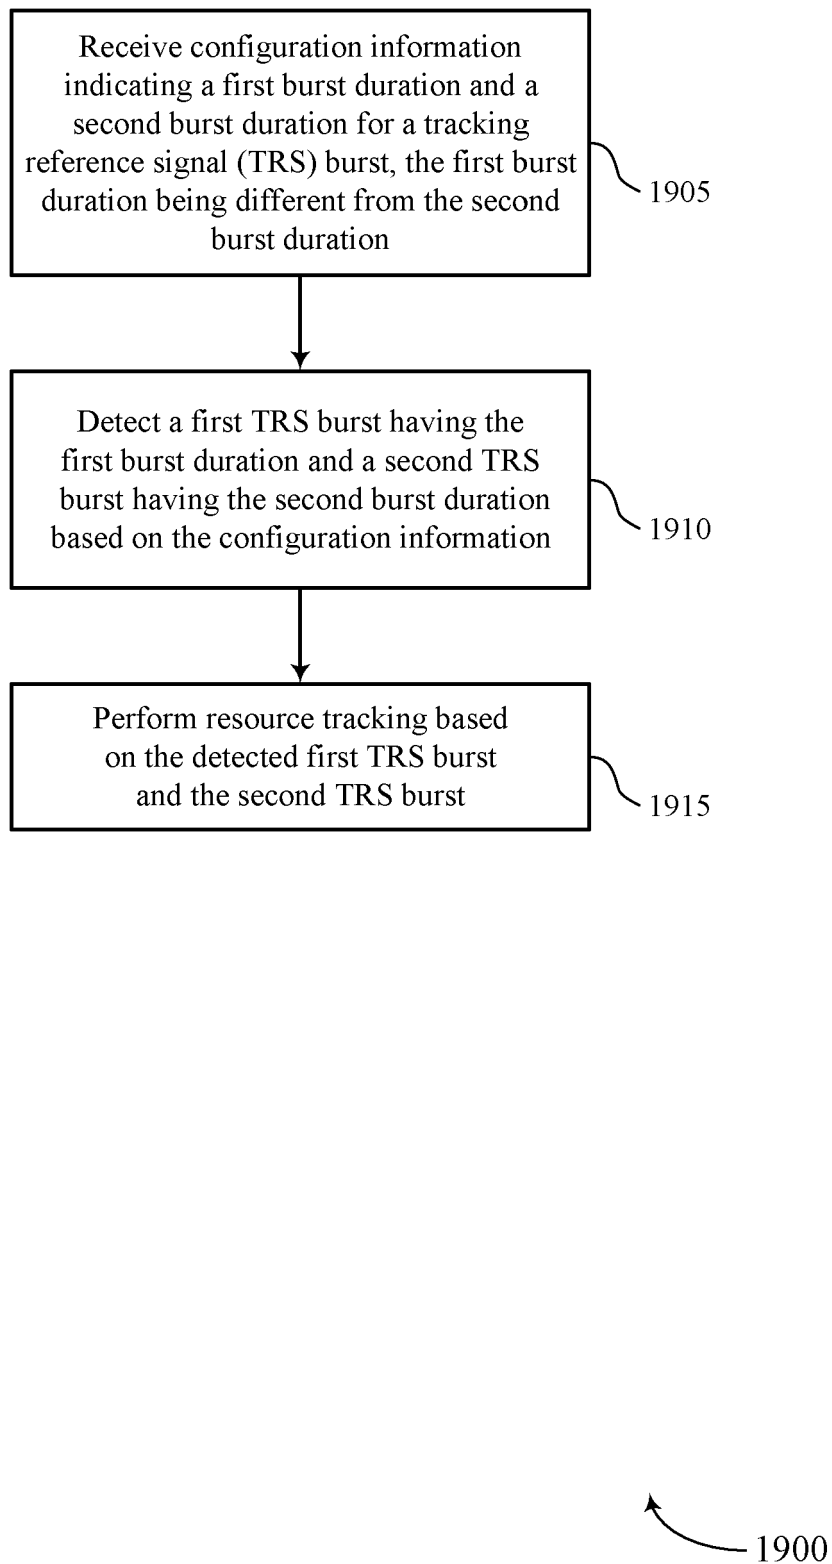 Receive configuration information
indicating a first burst duration and a
second burst duration for a tracking
reference signal (TRS) burst, the first burst
duration being different from the second
burst duration
1905
Detect a first TRS burst having the
first burst duration and a second TRS
burst having the second burst duration
based on the configuration information
1910
Perform resource tracking based
on the detected first TRS burst
and the second TRS burst
1915
1900